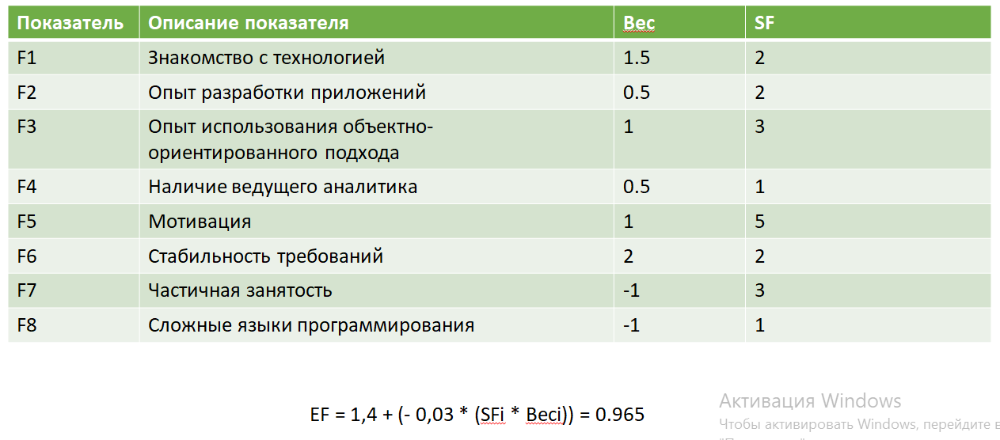 Показатель Описание показателя Вес SF
F1 Знакомство с технологией 1.5 2
F2 Опыт разработки приложений 0.5 2
F3 Опыт использования объектно- 1 3
ориентированного подхода
F4 Наличие ведущего аналитика 0.5 1
F5 Мотивация 1 5
F6 Стабильность требований 2 2
F7 Частичная занятость -1 3
F8 Сложные языки программирования -1 1
EF = 1,4 + (- 0,03 * (SFi * Весi)) = 0.965
Активация Windows
Чтобы активировать Windows, перейдите в